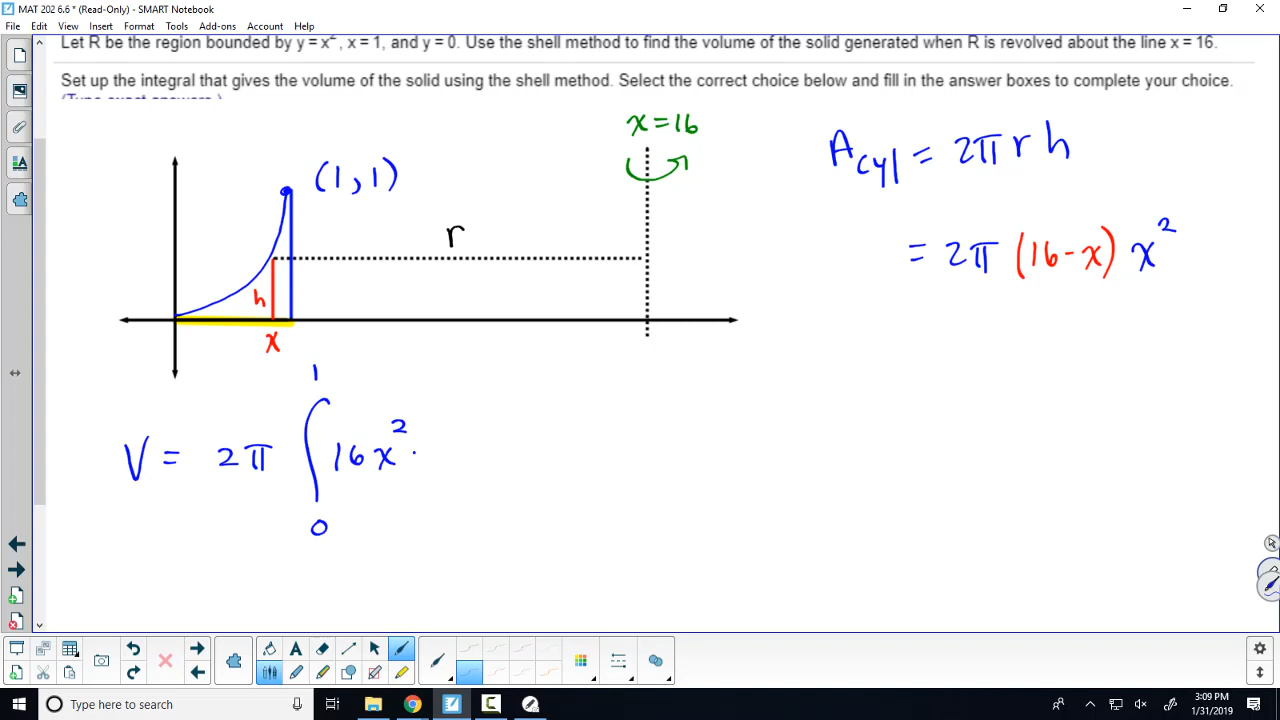 MAT 202 6.6 * (Read-Only) - SMART Notebook
File Edit View Insert Format Tools Add-ons Account Help
Let R be the region bounded by y = x², x = 1, and y = 0. Use the shell method to find the volume of the solid generated when R is revolved about the line x = 16.
Set up the integral that gives the volume of the solid using the shell method. Select the correct choice below and fill in the answer boxes to complete your choice.
(Type exact answers.)
x = 16
(1, 1)
A cyl = 2π r h
r
= 2π (16 - x) x²
h
x
1
V = 2π ∫ 16x²
0
A
Type here to search
3:09 PM
1/31/2019